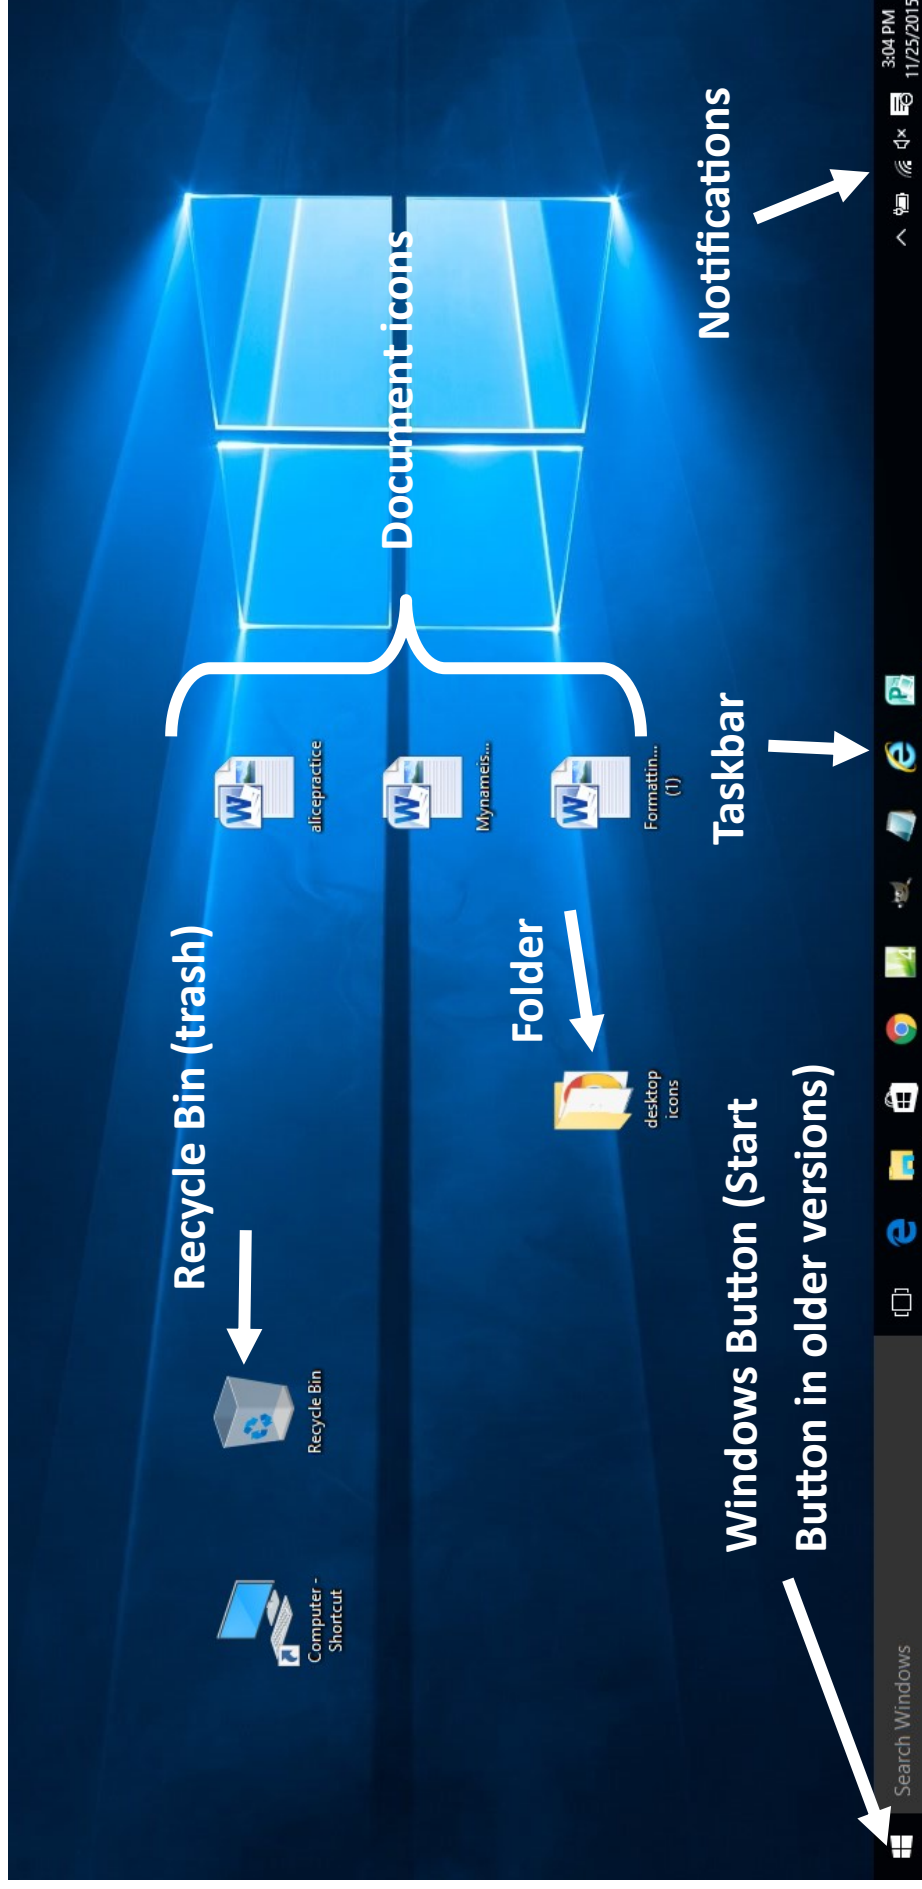 Recycle Bin (trash)
Computer -
Shortcut
Recycle Bin
alicepractice
Document icons
Mynameis...
Folder
desktop
icons
Formattin...
(1)
Windows Button (Start
Button in older versions)
Taskbar
Notifications
Search Windows
3:04 PM
11/25/2015